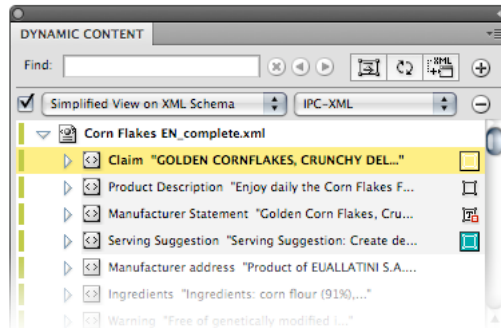 DYNAMIC CONTENT
Find:
XML
Simplified View on XML Schema IPC-XML
Corn Flakes EN_complete.xml
Claim "GOLDEN CORNFLAKES, CRUNCHY DEL..."
Product Description "Enjoy daily the Corn Flakes F...
Manufacturer Statement "Golden Corn Flakes, Cru...
Serving Suggestion "Serving Suggestion: Create de...
Manufacturer address "Product of EUALLATINI S.A....
Ingredients "Ingredients: corn flour (91%),..."
Warning "Free of genetically modified i..."